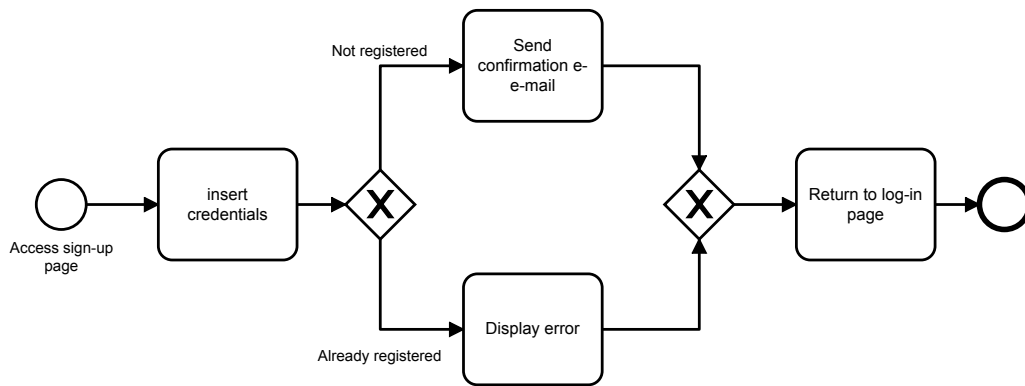 Access sign-up
page
insert
credentials
X
Not registered
Send
confirmation e-
e-mail
Already registered
Display error
X
Return to log-in
page